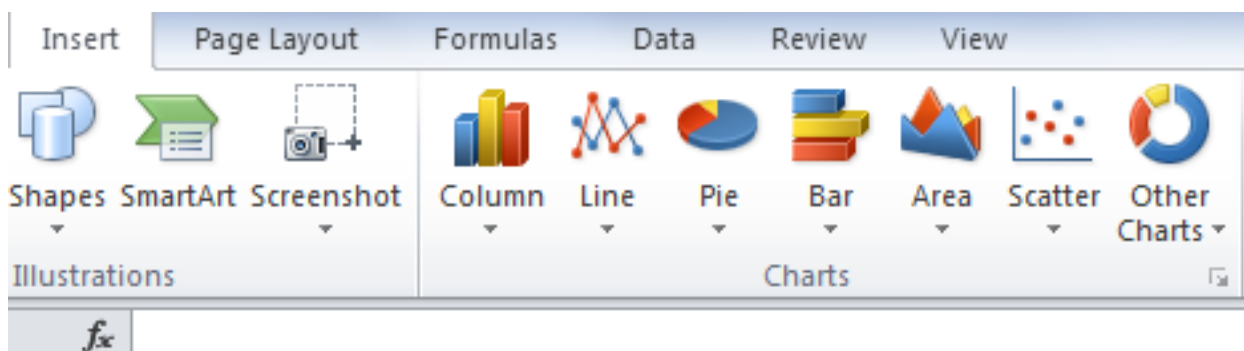 Insert Page Layout Formulas Data Review View
Shapes SmartArt Screenshot Column Line Pie Bar Area Scatter Other
Charts
Illustrations Charts
fx